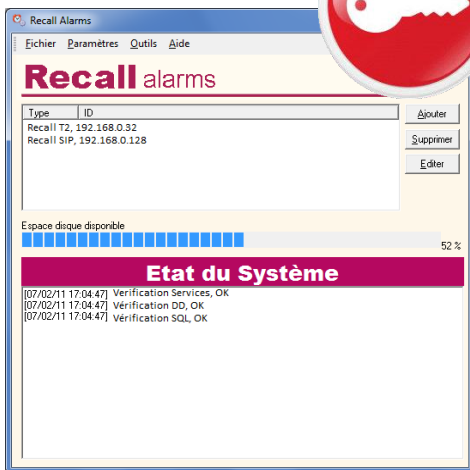 Recall Alarms
Fichier Paramètres Outils Aide
Recall alarms
Type ID
Recall T2, 192.168.0.32
Recall SIP, 192.168.0.128
Ajouter
Supprimer
Editer
Espace disque disponible
52 %
Etat du Système
[07/02/11 17:04:47] Vérification Services, OK
[07/02/11 17:04:47] Vérification DD, OK
[07/02/11 17:04:47] Vérification SQL, OK